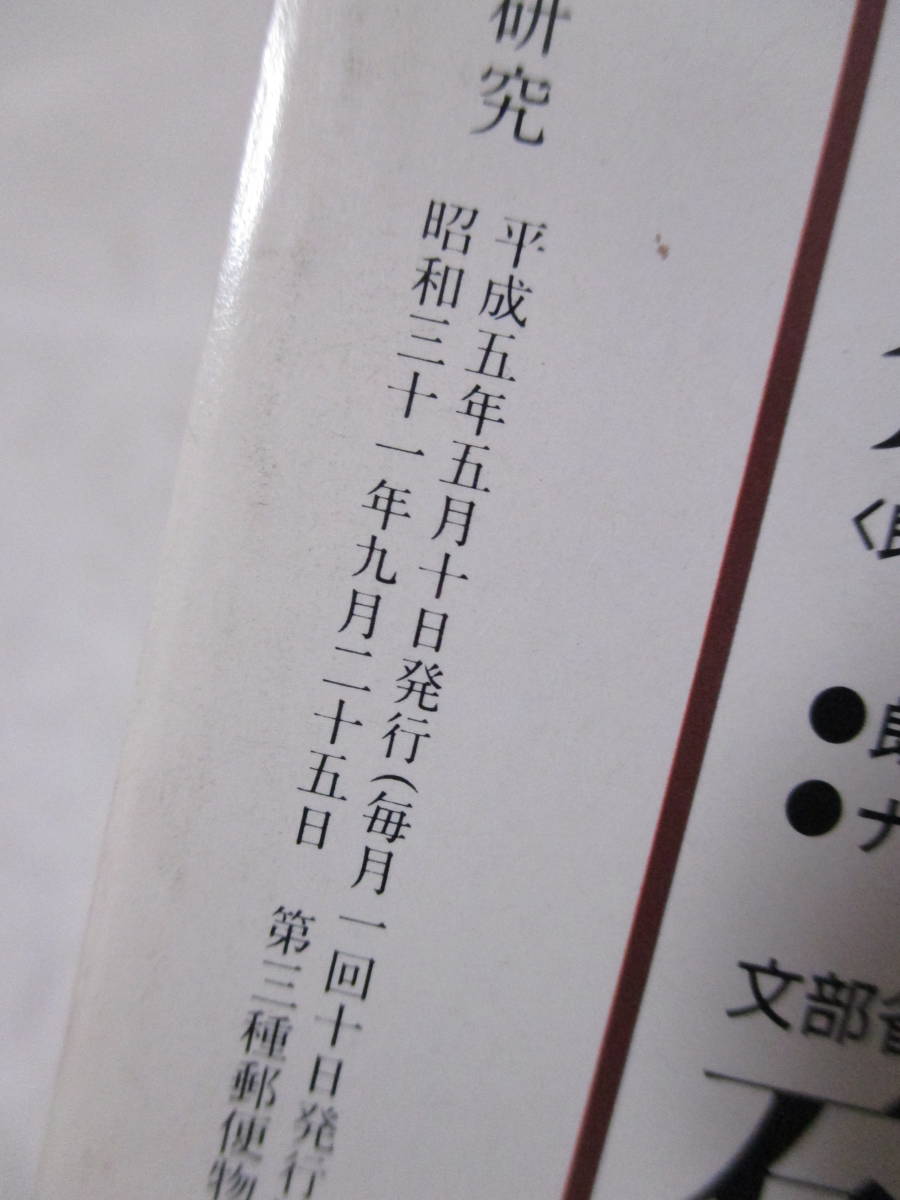 研究
平成五年五月十日発行(毎月一回十日発行
昭和三十一年九月二十五日 第三種郵便物
文部省